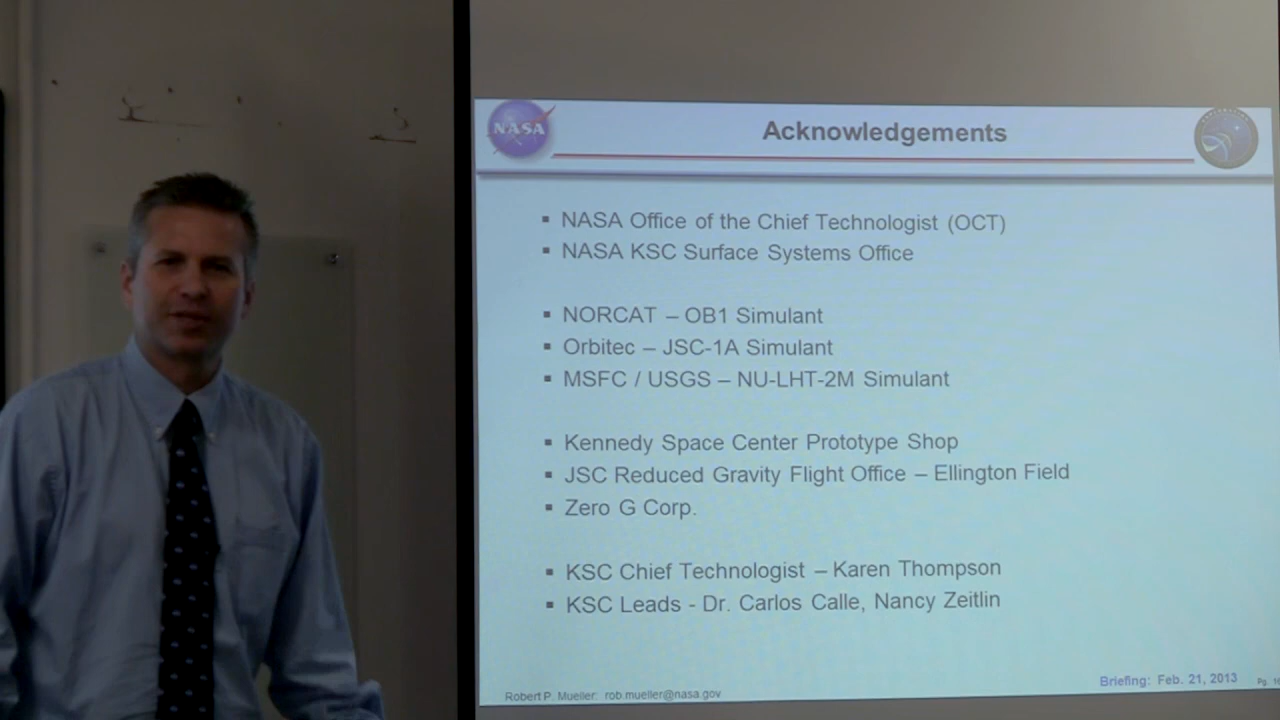 NASA
Acknowledgements
▪ NASA Office of the Chief Technologist (OCT)
▪ NASA KSC Surface Systems Office
▪ NORCAT – OB1 Simulant
▪ Orbitec – JSC-1A Simulant
▪ MSFC / USGS – NU-LHT-2M Simulant
▪ Kennedy Space Center Prototype Shop
▪ JSC Reduced Gravity Flight Office – Ellington Field
▪ Zero G Corp.
▪ KSC Chief Technologist – Karen Thompson
▪ KSC Leads - Dr. Carlos Calle, Nancy Zeitlin
Robert P. Mueller: rob.mueller@nasa.gov
Briefing: Feb. 21, 2013
Pg.